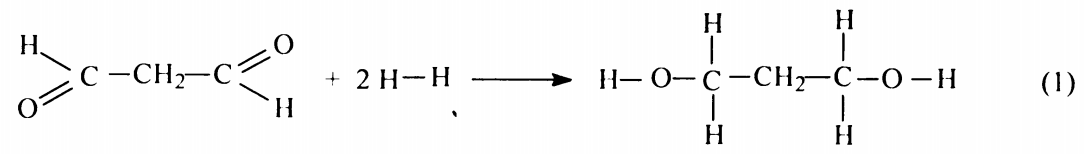 H O H H
C – CH₂ – C + 2 H – H ⟶ H – O – C – CH₂ – C – O – H (1)
O H H H